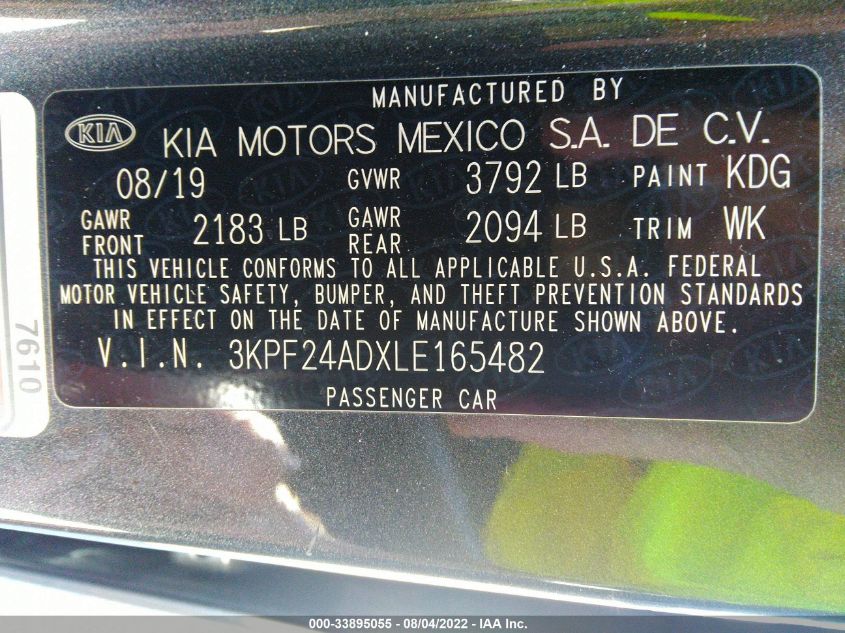 MANUFACTURED BY
KIA KIA MOTORS MEXICO S.A. DE C.V.
08/19 GVWR 3792 LB PAINT KDG
GAWR FRONT 2183 LB GAWR REAR 2094 LB TRIM WK
THIS VEHICLE CONFORMS TO ALL APPLICABLE U.S.A. FEDERAL
MOTOR VEHICLE SAFETY, BUMPER, AND THEFT PREVENTION STANDARDS
IN EFFECT ON THE DATE OF MANUFACTURE SHOWN ABOVE.
V.I.N. 3KPF24ADXLE165482
PASSENGER CAR
7610
000-33895055 - 08/04/2022 - IAA Inc.